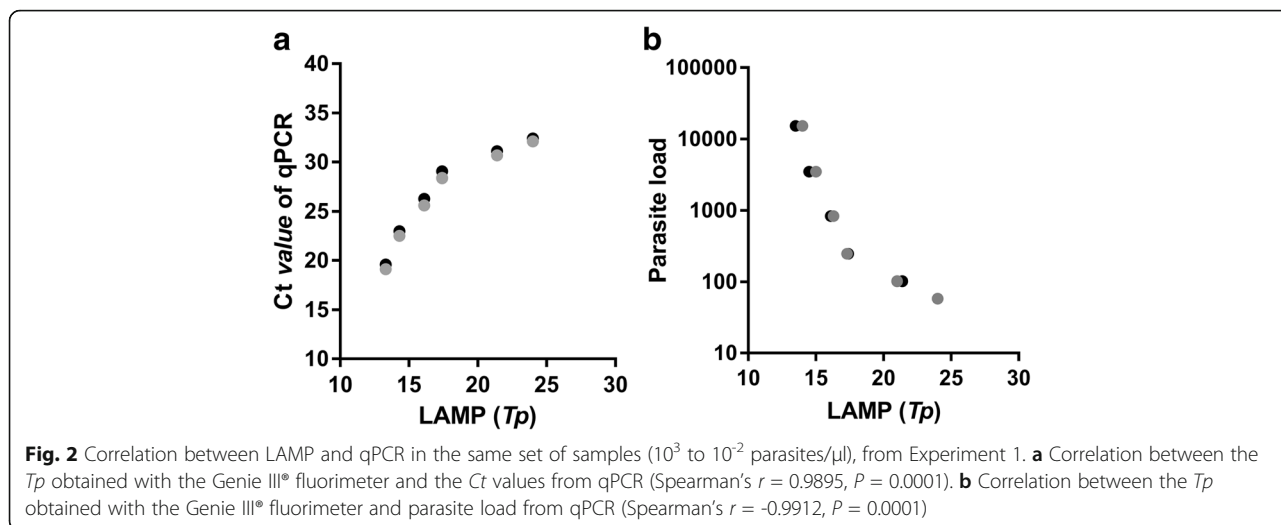 a
b
40
35
30
25
20
15
10
Ct value of qPCR
10 15 20 25 30
LAMP (Tp)
100000
10000
1000
100
10
Parasite load
10 15 20 25 30
LAMP (Tp)
Fig. 2 Correlation between LAMP and qPCR in the same set of samples (10³ to 10⁻² parasites/μl), from Experiment 1. a Correlation between the
Tp obtained with the Genie III® fluorimeter and the Ct values from qPCR (Spearman's r = 0.9895, P = 0.0001). b Correlation between the Tp
obtained with the Genie III® fluorimeter and parasite load from qPCR (Spearman's r = -0.9912, P = 0.0001)